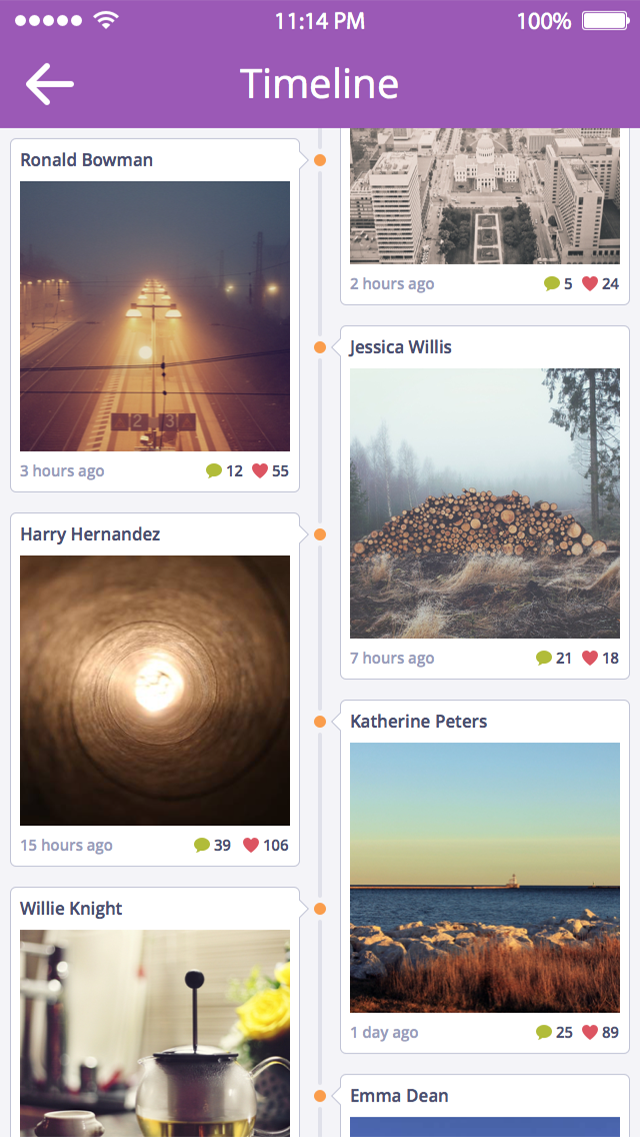 11:14 PM 100%
Timeline
2 hours ago 5 24
Ronald Bowman
2 3
3 hours ago 12 55
Jessica Willis
7 hours ago 21 18
Harry Hernandez
15 hours ago 39 106
Katherine Peters
1 day ago 25 89
Willie Knight
Emma Dean